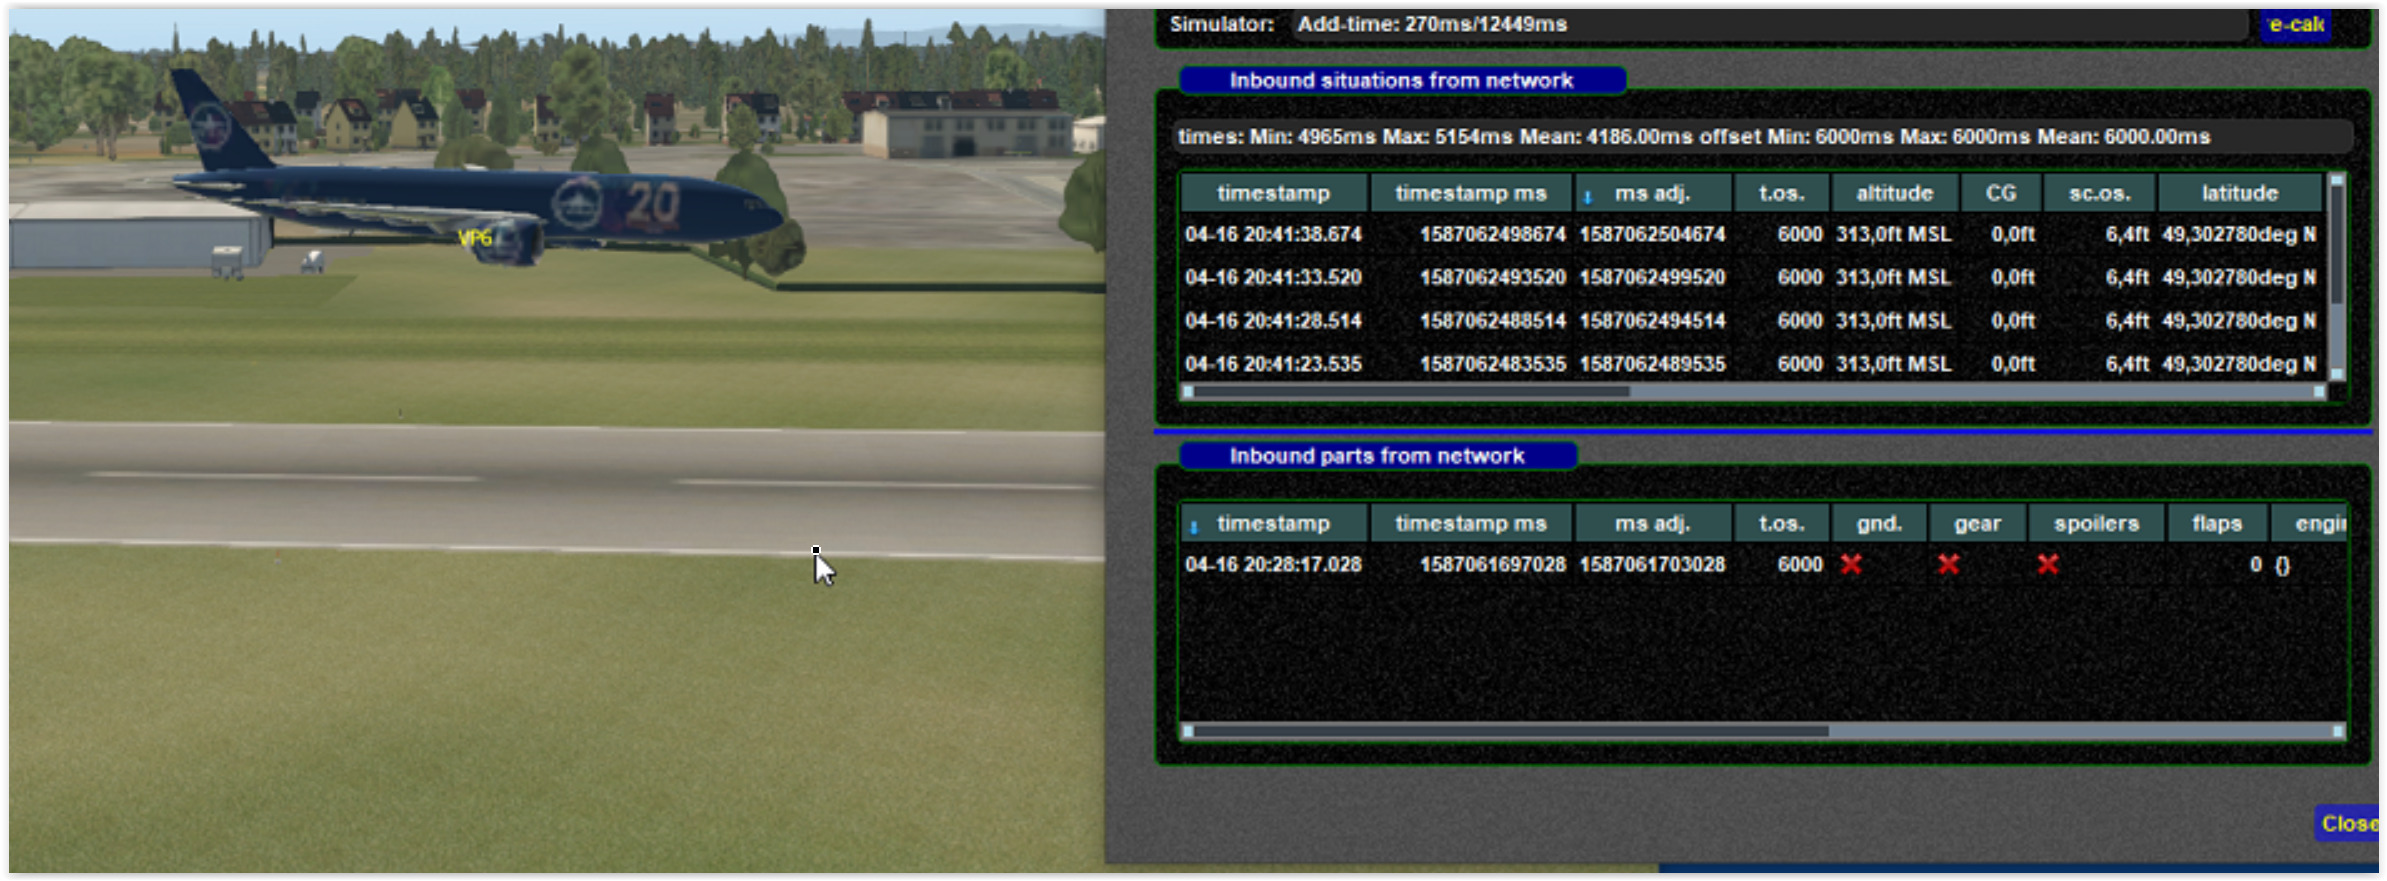 Simulator: Add-time: 270ms/12449ms
Inbound situations from network
times: Min: 4965ms Max: 5154ms Mean: 4186.00ms offset Min: 6000ms Max: 6000ms Mean: 6000.00ms
timestamp timestamp ms ms adj. t.os. altitude CG sc.os. latitude
04-16 20:41:38.674 1587062498674 1587062504674 6000 313,0ft MSL 0,0ft 6,4ft 49,302780deg N
04-16 20:41:33.520 1587062493520 1587062499520 6000 313,0ft MSL 0,0ft 6,4ft 49,302780deg N
04-16 20:41:28.514 1587062488514 1587062494514 6000 313,0ft MSL 0,0ft 6,4ft 49,302780deg N
04-16 20:41:23.535 1587062483535 1587062489535 6000 313,0ft MSL 0,0ft 6,4ft 49,302780deg N
20
VP6
Inbound parts from network
timestamp timestamp ms ms adj. t.os. gnd. gear spoilers flaps engi
04-16 20:28:17.028 1587061697028 1587061703028 6000 0 {}
Close